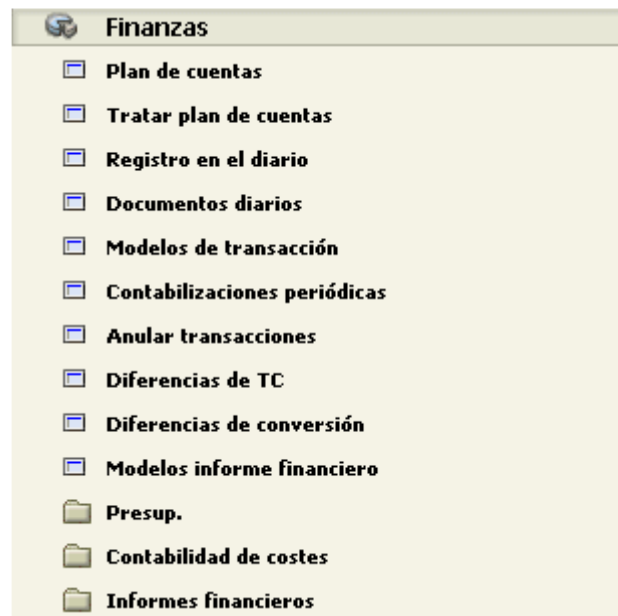 Finanzas
Plan de cuentas
Tratar plan de cuentas
Registro en el diario
Documentos diarios
Modelos de transacción
Contabilizaciones periódicas
Anular transacciones
Diferencias de TC
Diferencias de conversión
Modelos informe financiero
Presup.
Contabilidad de costes
Informes financieros